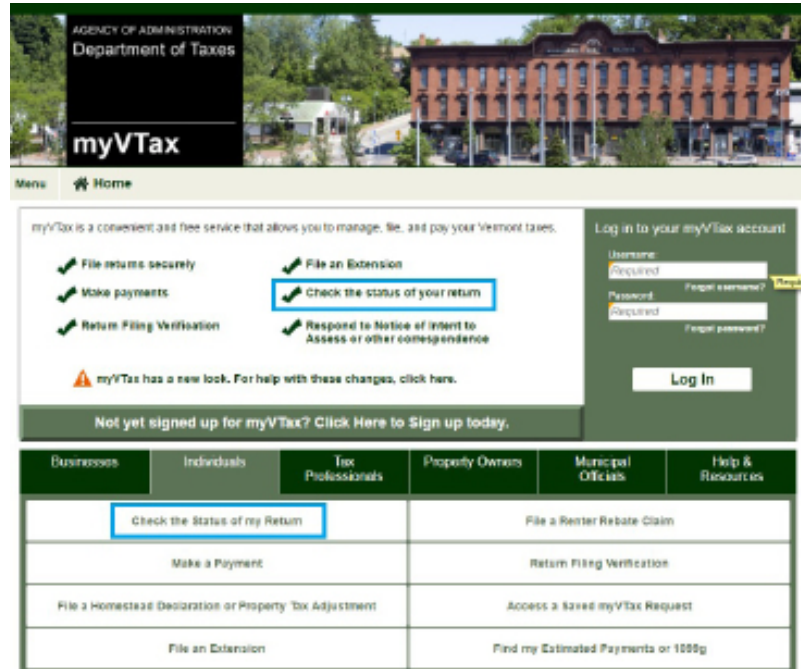 AGENCY OF ADMINISTRATION
Department of Taxes
myVTax
Menu Home
myVTax is a convenient and free service that allows you to manage, file, and pay your Vermont taxes.
File returns securely
File an Extension
Make payments
Check the status of your return
Return Filing Verification
Respond to Notice of Intent to
Assess or other correspondence
myVTax has a new look. For help with these changes, click here.
Not yet signed up for myVTax? Click Here to Sign up today.
Log in to your myVTax account
Username:
Required
Forgot username?
Password:
Required
Forgot password?
Log In
Businesses
Individuals
Tax
Professionals
Property Owners
Municipal
Officials
Help &
Resources
Check the Status of my Return
File a Renter Rebate Claim
Make a Payment
Return Filing Verification
File a Homestead Declaration or Property Tax Adjustment
Access a Saved myVTax Request
File an Extension
Find my Estimated Payments or 1099g